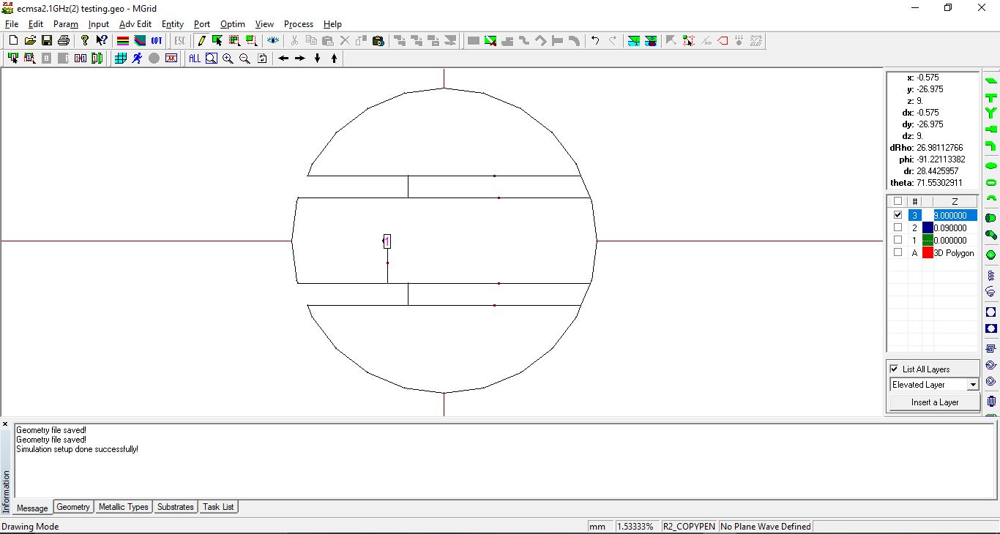 ecmsa2.1GHz(2) testing.geo - MGrid
File Edit Param Input Adv Edit Entity Port Optim View Process Help
OPT ESC
ALL
x: -0.575
y: -26.975
z: 9.
dx: -0.575
dy: -26.975
dz: 9.
dRho: 26.98112766
phi: -91.22113382
dr: 28.4425957
theta: 71.55302911
# Z
3 9.000000
2 0.090000
1 0.000000
A 3D Polygon
1
List All Layers
Elevated Layer
Insert a Layer
Geometry file saved!
Geometry file saved!
Simulation setup done successfully!
Information
Message Geometry Metallic Types Substrates Task List
Drawing Mode mm 1.53333% R2_COPYPEN No Plane Wave Defined